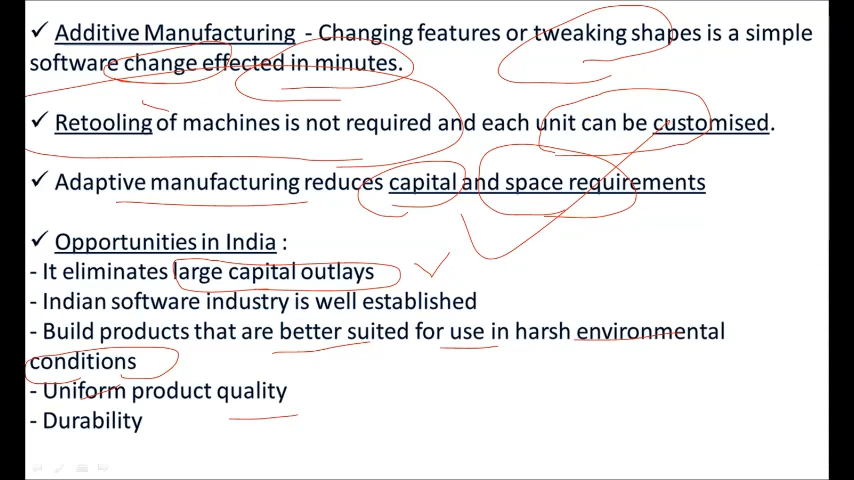 ✓ Additive Manufacturing - Changing features or tweaking shapes is a simple
software change effected in minutes.
✓ Retooling of machines is not required and each unit can be customised.
✓ Adaptive manufacturing reduces capital and space requirements
✓ Opportunities in India :
- It eliminates large capital outlays
- Indian software industry is well established
- Build products that are better suited for use in harsh environmental
conditions
- Uniform product quality
- Durability